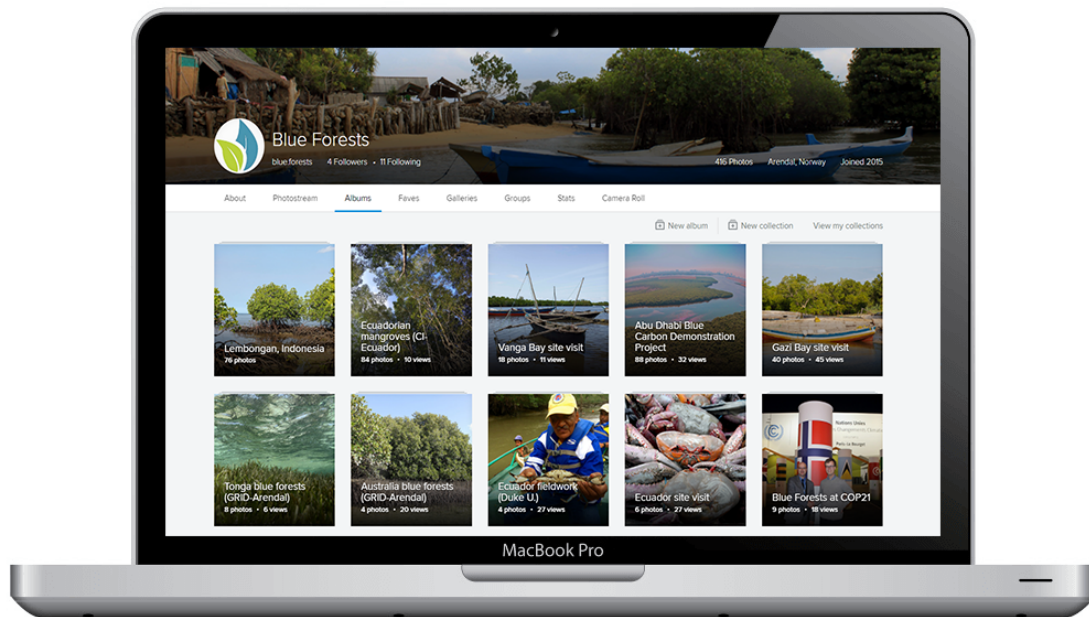 Blue Forests
blue.forests 4 Followers • 11 Following
416 Photos Arendal, Norway Joined 2015
About Photostream Albums Faves Galleries Groups Stats Camera Roll
New album New collection View my collections
Lembongan, Indonesia
76 photos
Ecuadorian
mangroves (CI-
Ecuador)
84 photos • 10 views
Vanga Bay site visit
18 photos • 11 views
Abu Dhabi Blue
Carbon Demonstration
Project
88 photos • 32 views
Gazi Bay site visit
40 photos • 45 views
Tonga blue forests
(GRID-Arendal)
8 photos • 6 views
Australia blue forests
(GRID-Arendal)
4 photos • 20 views
Ecuador fieldwork
(Duke U.)
4 photos • 27 views
Ecuador site visit
6 photos • 27 views
Nations Unies
Paris Le Bourget
Blue Forests at COP21
9 photos • 18 views
MacBook Pro